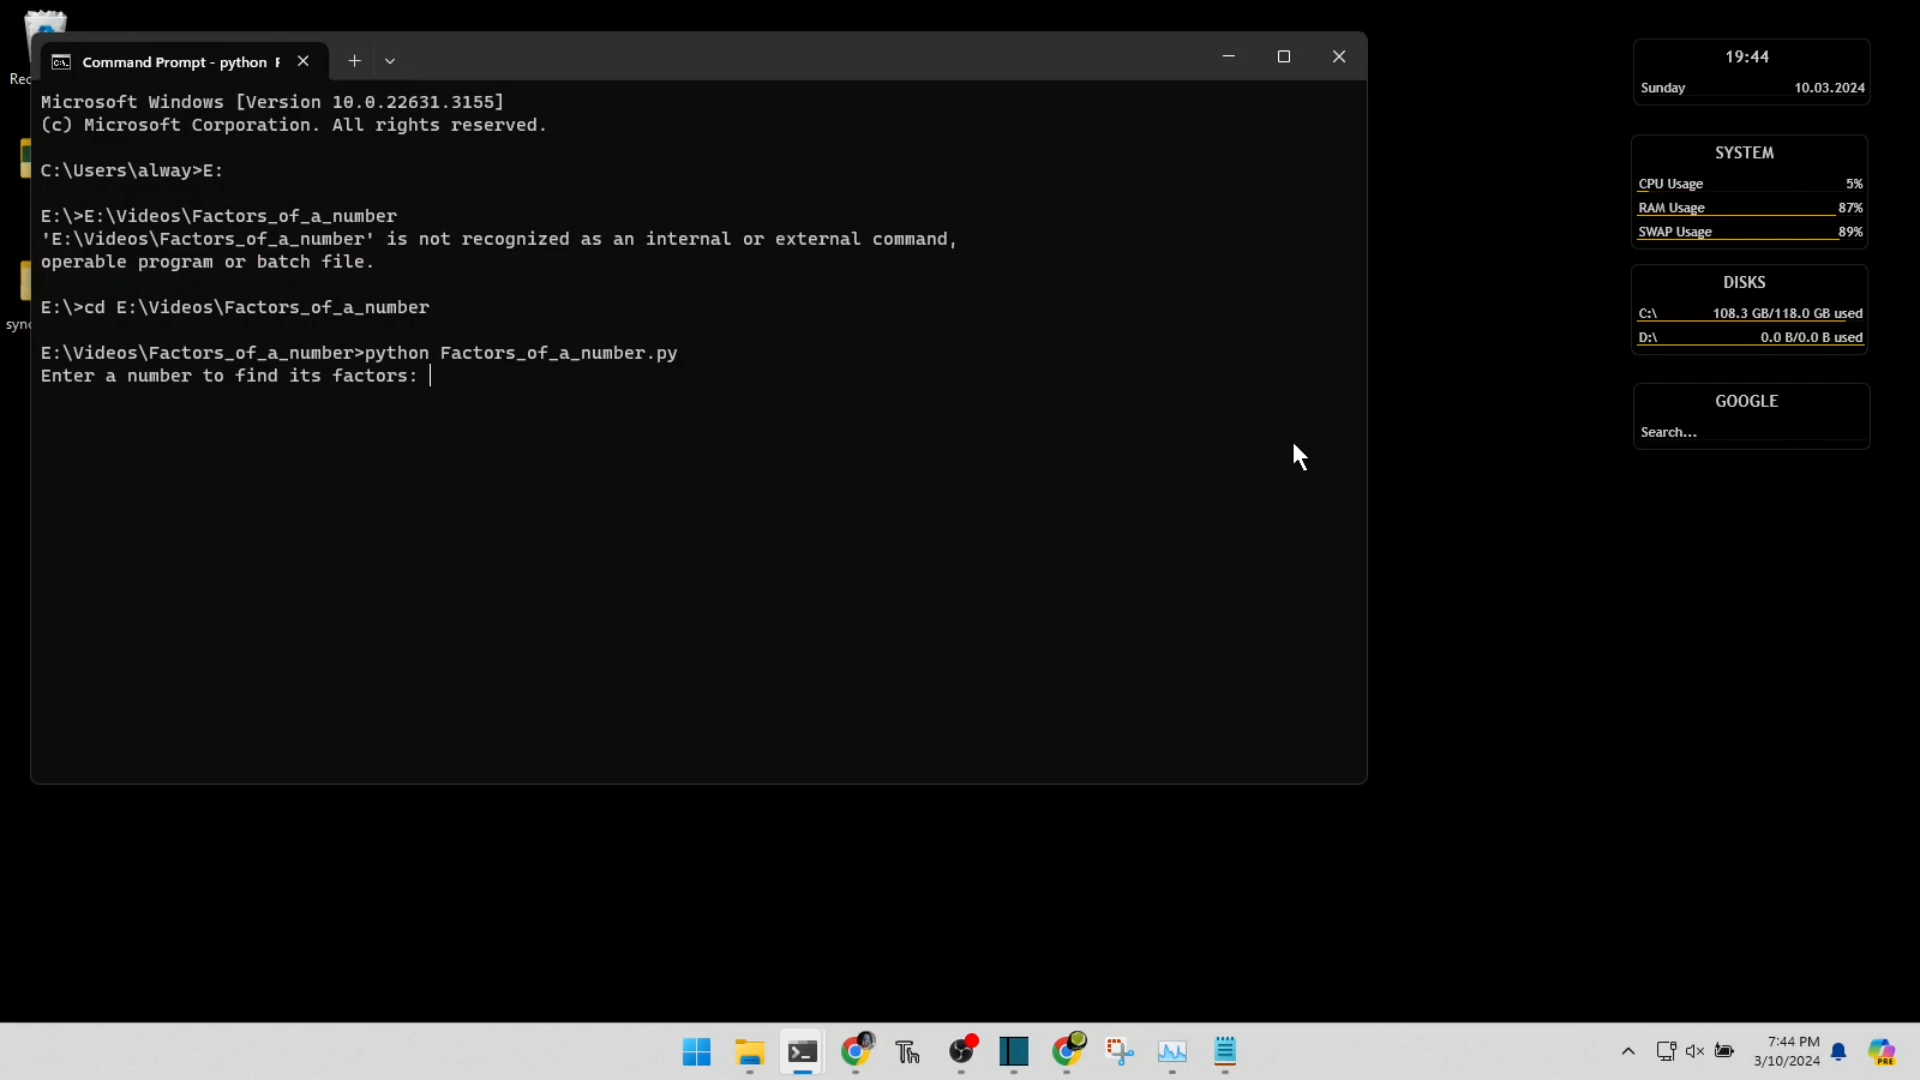 Command Prompt - python F
Microsoft Windows [Version 10.0.22631.3155]
(c) Microsoft Corporation. All rights reserved.
C:\Users\alway>E:
E:\>E:\Videos\Factors_of_a_number
'E:\Videos\Factors_of_a_number' is not recognized as an internal or external command,
operable program or batch file.
E:\>cd E:\Videos\Factors_of_a_number
E:\Videos\Factors_of_a_number>python Factors_of_a_number.py
Enter a number to find its factors:
Rec
sync
19:44
Sunday 10.03.2024
SYSTEM
CPU Usage 5%
RAM Usage 87%
SWAP Usage 89%
DISKS
C:\ 108.3 GB/118.0 GB used
D:\ 0.0 B/0.0 B used
GOOGLE
Search...
Th
7:44 PM
3/10/2024
PRE